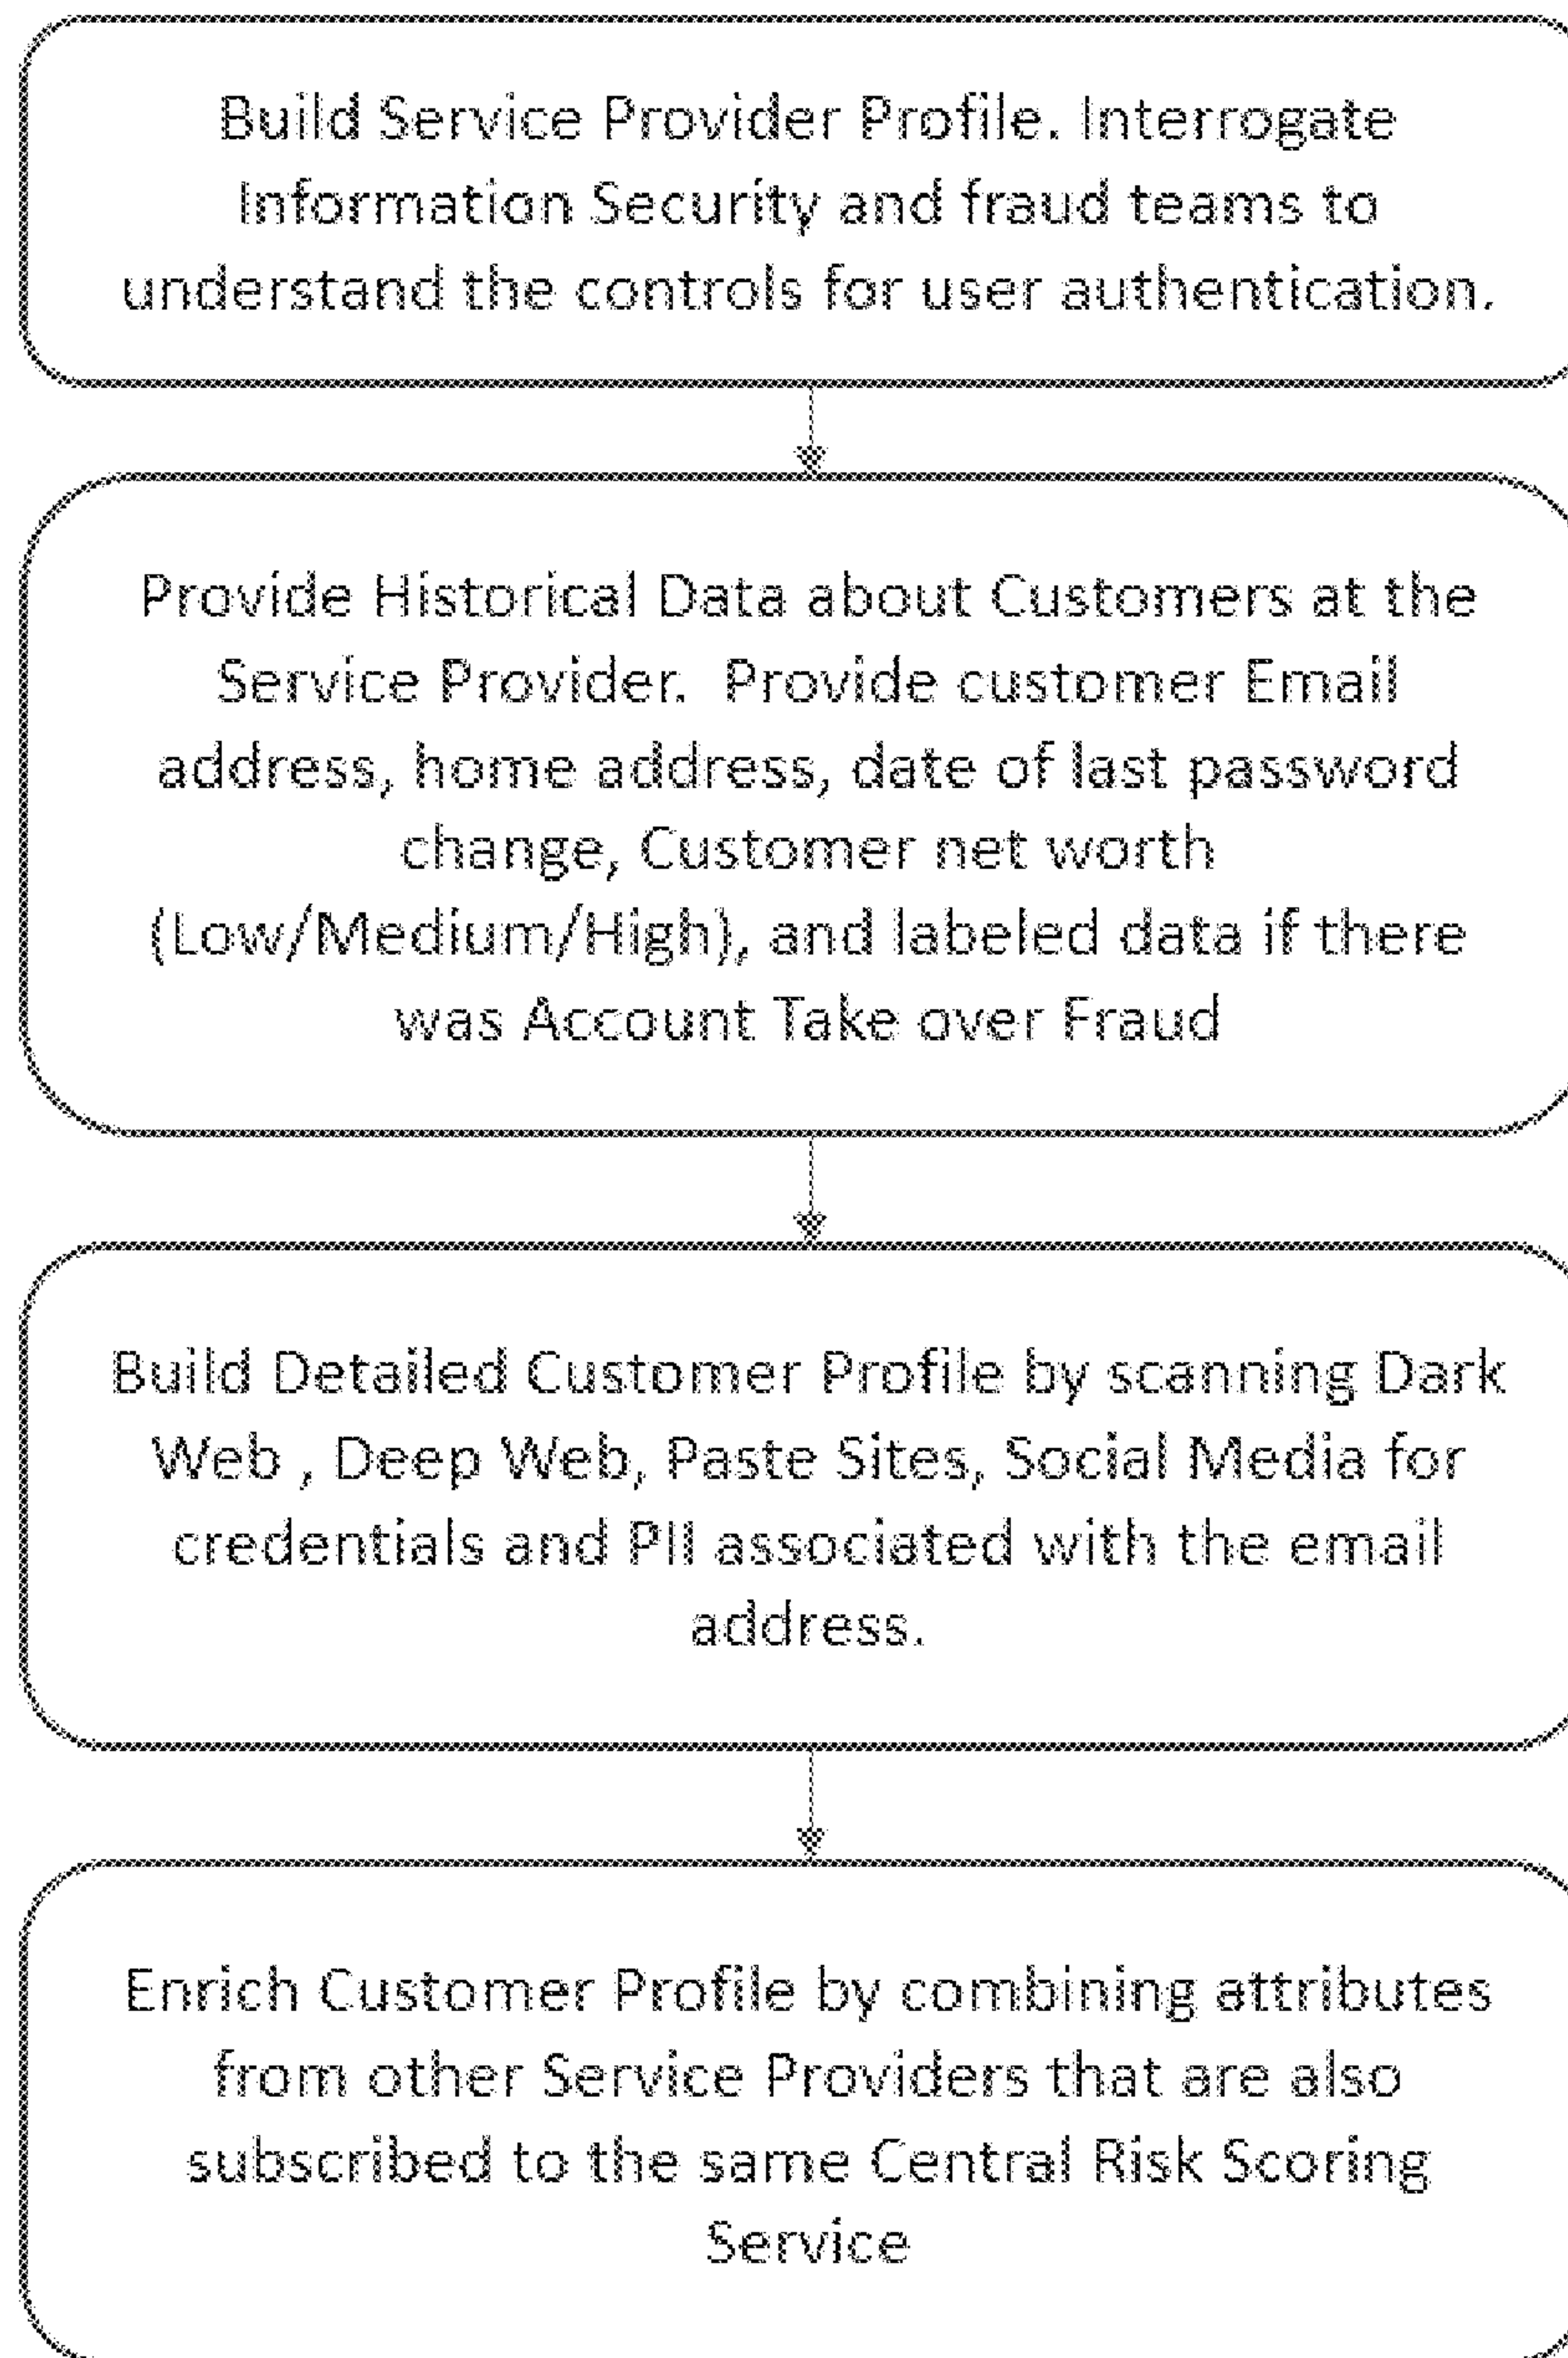 Build Service Provider Profile. Interrogate
Information Security and fraud teams to
understand the controls for user authentication.
Provide Historical Data about Customers at the
Service Provider.  Provide customer Email
address, home address, date of last password
change, Customer net worth
(Low/Medium/High), and labeled data if there
was Account Take over Fraud
Build Detailed Customer Profile by scanning Dark
Web , Deep Web, Paste Sites, Social Media for
credentials and PII associated with the email
address.
Enrich Customer Profile by combining attributes
from other Service Providers that are also
subscribed to the same Central Risk Scoring
Service